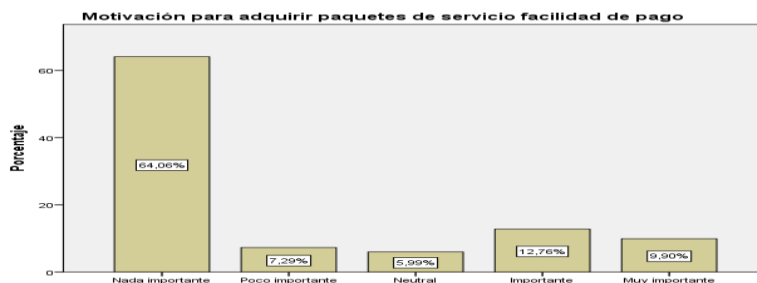 Motivación para adquirir paquetes de servicio facilidad de pago
Porcentaje
60
40
20
0
64,06%
7,29%
5,99%
12,76%
9,90%
Nada importante
Poco importante
Neutral
Importante
Muy importante